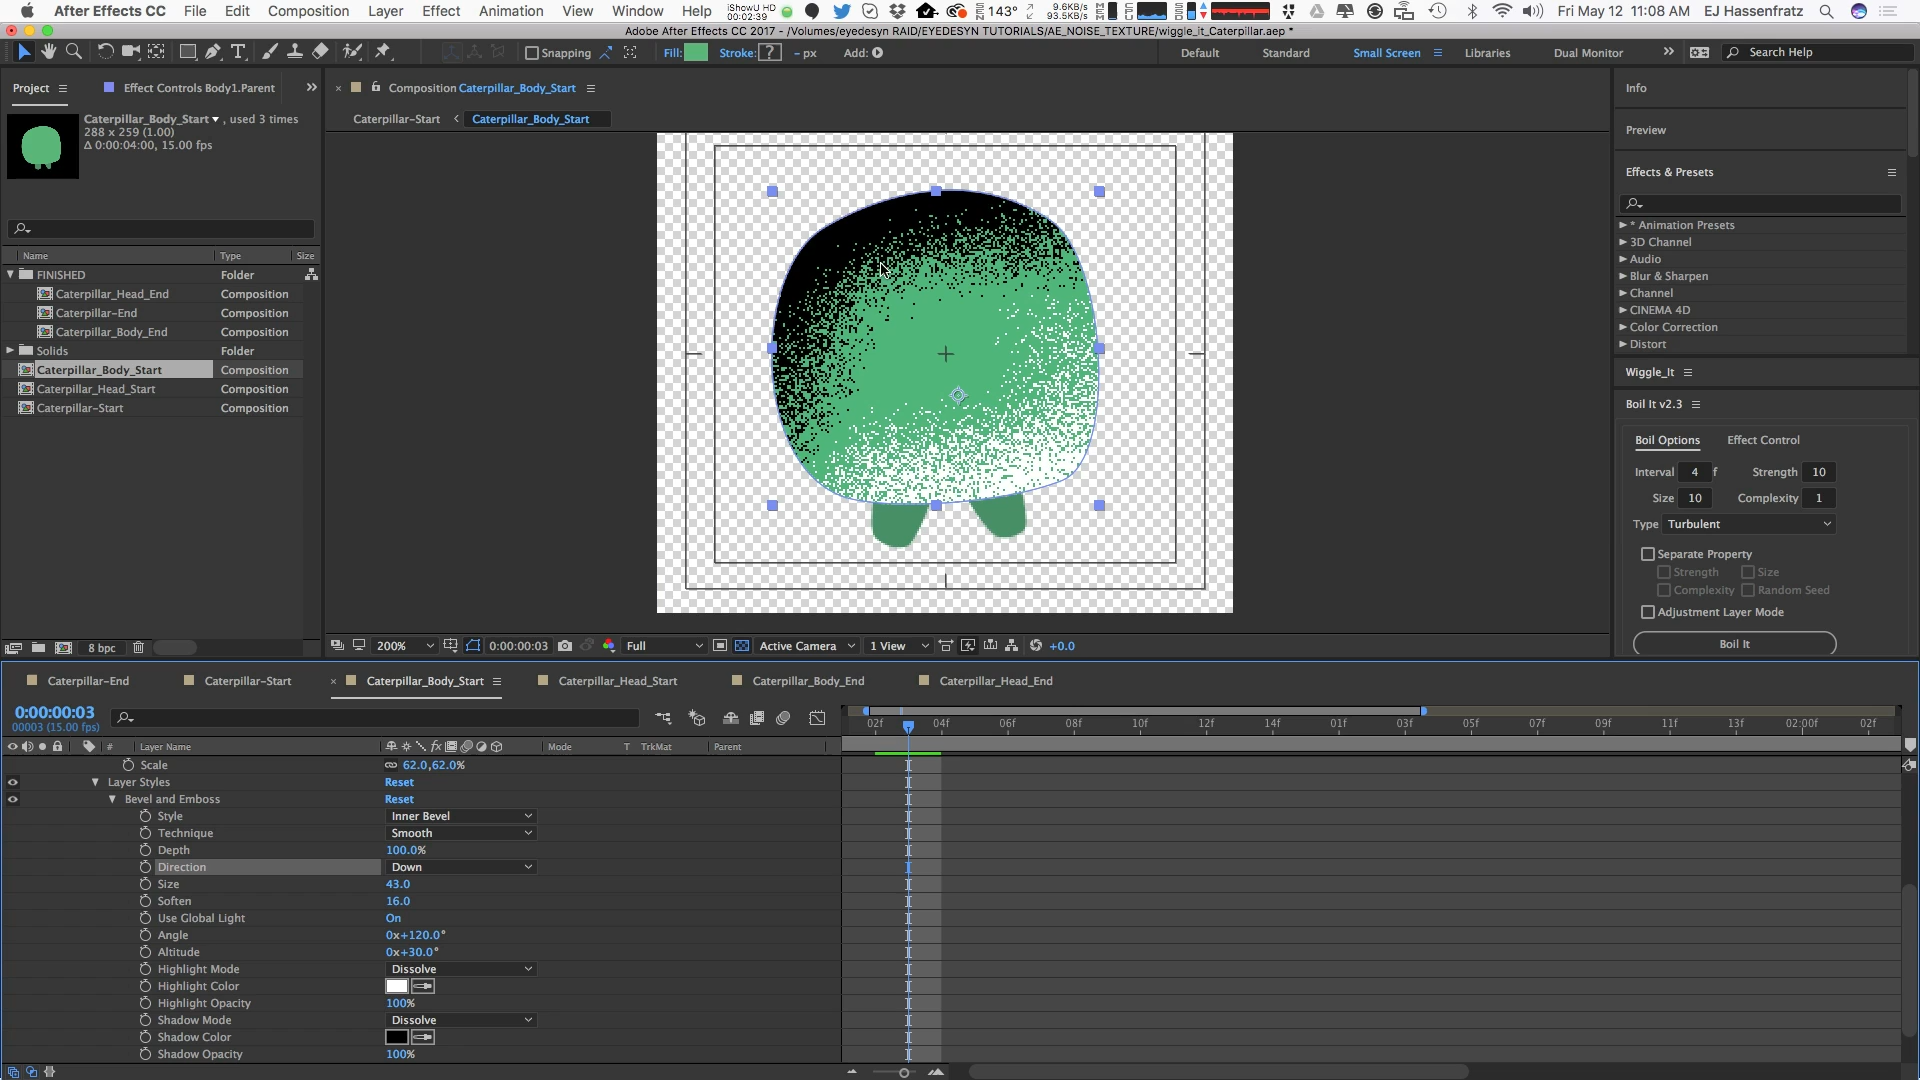 After Effects CC File Edit Composition Layer Effect Animation View Window Help iShowU HD 00:02:39 143° 9.6KB/s 93.5KB/s Fri May 12 11:08 AM EJ Hassenfratz
Adobe After Effects CC 2017 - /Volumes/eyedesyn RAID/EYEDESYN TUTORIALS/AE_NOISE_TEXTURE/wiggle_it_Caterpillar.aep *
Snapping Fill: Stroke: ? - px Add: Default Standard Small Screen Libraries Dual Monitor Search Help
Project Effect Controls Body1.Parent Composition Caterpillar_Body_Start Info
Caterpillar_Body_Start , used 3 times
288 x 259 (1.00)
Δ 0:00:04:00, 15.00 fps
Caterpillar-Start Caterpillar_Body_Start
Preview
Effects & Presets
Name Type Size
FINISHED Folder
Caterpillar_Head_End Composition
Caterpillar-End Composition
Caterpillar_Body_End Composition
Solids Folder
Caterpillar_Body_Start Composition
Caterpillar_Head_Start Composition
Caterpillar-Start Composition
* Animation Presets
3D Channel
Audio
Blur & Sharpen
Channel
CINEMA 4D
Color Correction
Distort
Wiggle_It
Boil It v2.3
Boil Options Effect Control
Interval 4 f Strength 10
Size 10 Complexity 1
Type Turbulent
Separate Property
Strength Size
Complexity Random Seed
Adjustment Layer Mode
Boil It
8 bpc 200% 0:00:00:03 Full Active Camera 1 View +0.0
Caterpillar-End Caterpillar-Start Caterpillar_Body_Start Caterpillar_Head_Start Caterpillar_Body_End Caterpillar_Head_End
0:00:00:03
00003 (15.00 fps)
02f 04f 06f 08f 10f 12f 14f 01f 03f 05f 07f 09f 11f 13f 02:00f 02f
# Layer Name fx Mode T TrkMat Parent
Scale 62.0,62.0%
Layer Styles Reset
Bevel and Emboss Reset
Style Inner Bevel
Technique Smooth
Depth 100.0%
Direction Down
Size 43.0
Soften 16.0
Use Global Light On
Angle 0x+120.0°
Altitude 0x+30.0°
Highlight Mode Dissolve
Highlight Color
Highlight Opacity 100%
Shadow Mode Dissolve
Shadow Color
Shadow Opacity 100%